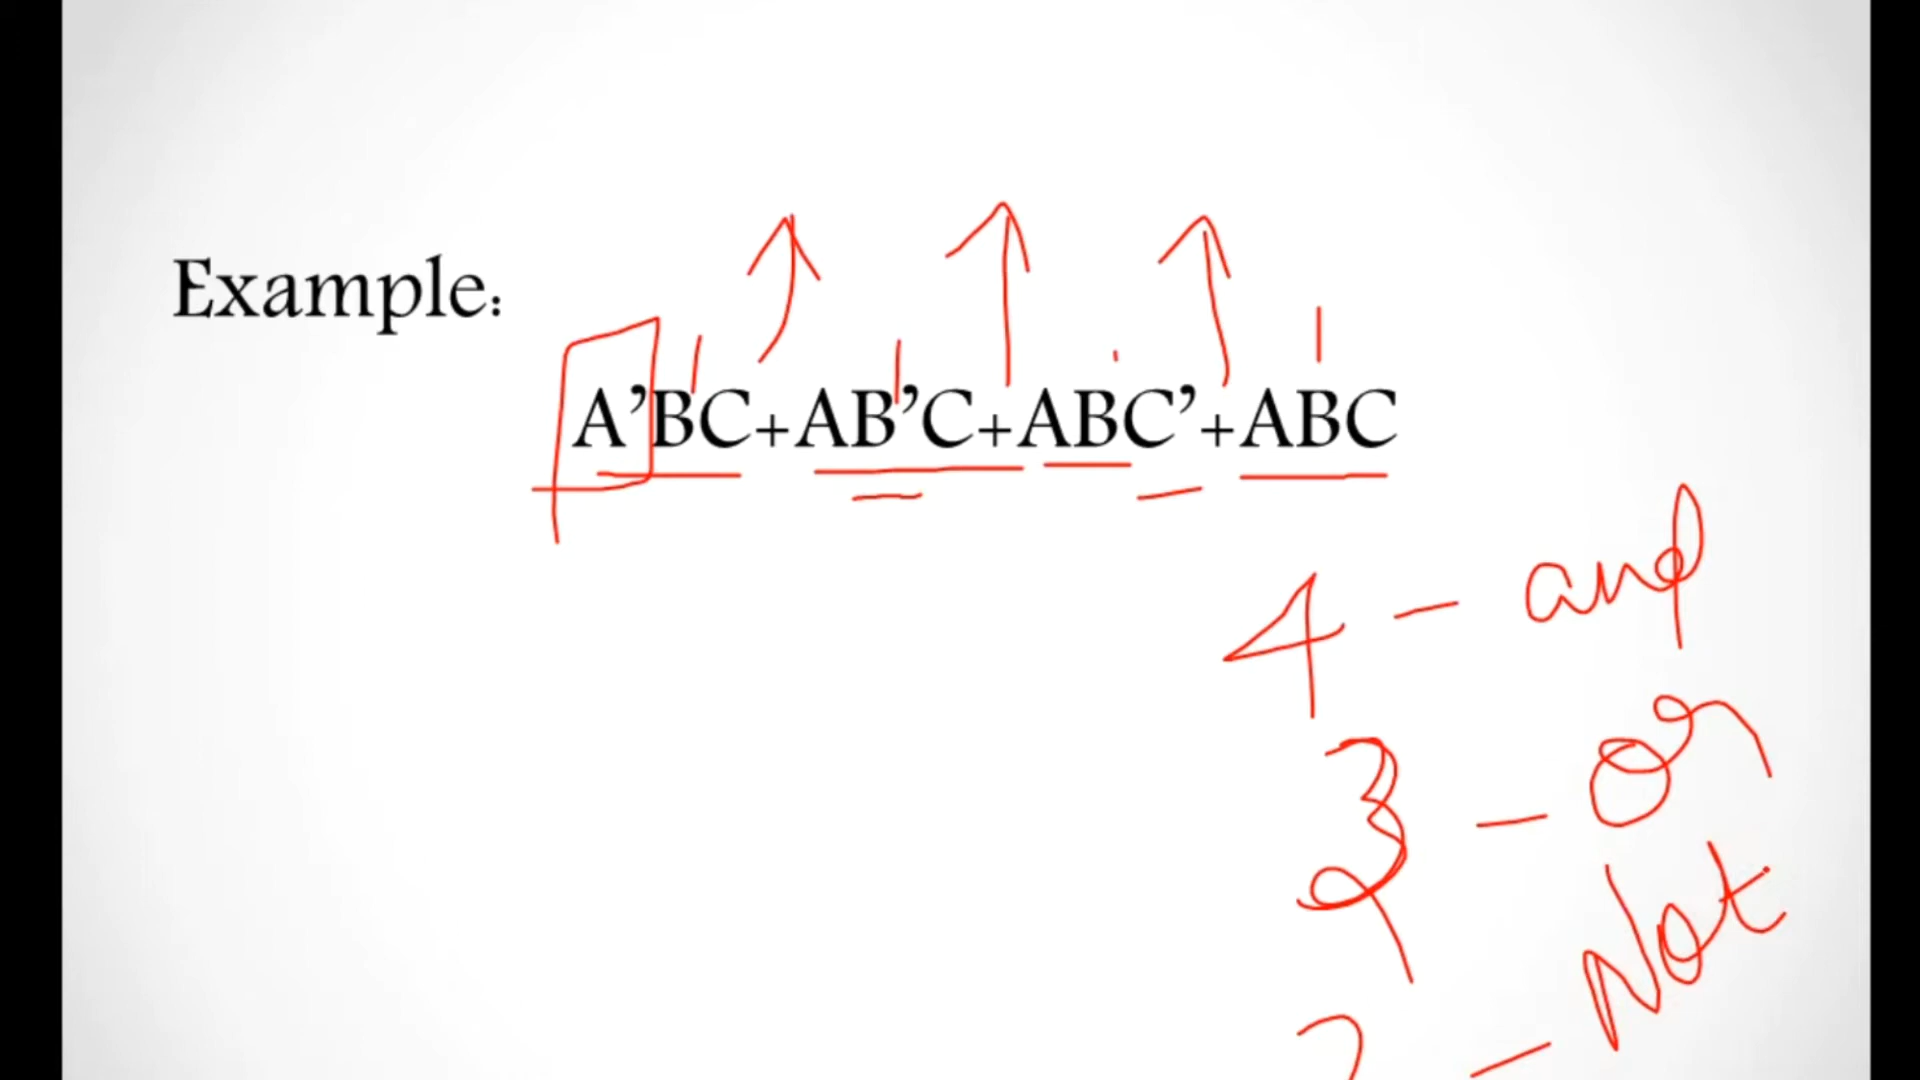 Example:
A’BC+AB’C+ABC’+ABC
4 - and
3 - or
- Not